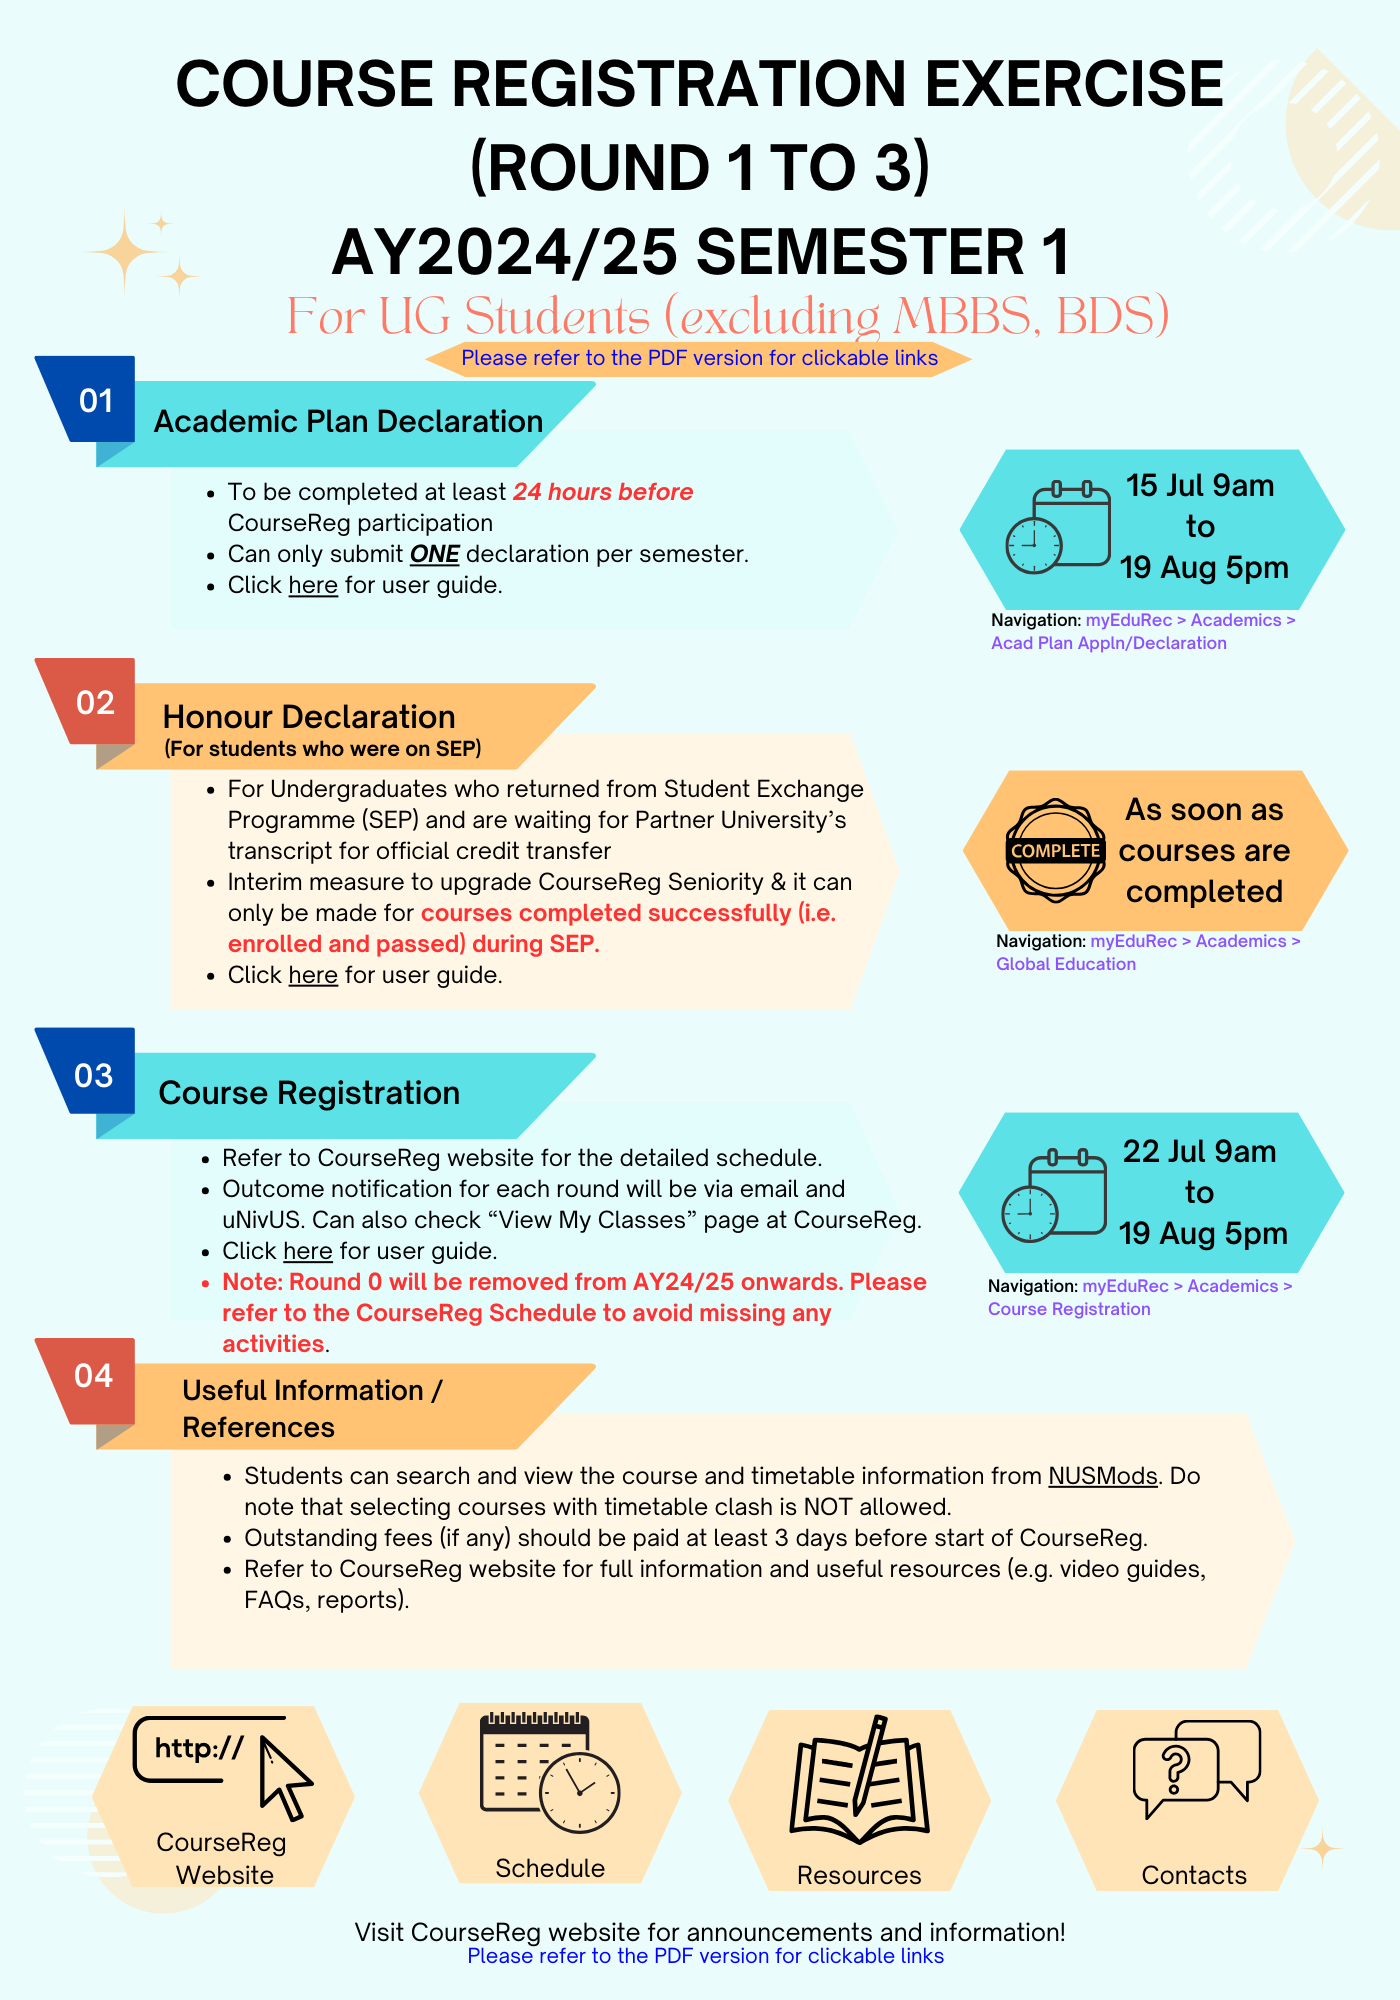 COURSE REGISTRATION EXERCISE
(ROUND 1 TO 3)
AY2024/25 SEMESTER 1
For UG Students (excluding MBBS, BDS)
Please refer to the PDF version for clickable links
01
Academic Plan Declaration
• To be completed at least 24 hours before
CourseReg participation
• Can only submit ONE declaration per semester.
• Click here for user guide.
15 Jul 9am
to
19 Aug 5pm
Navigation: myEduRec > Academics >
Acad Plan Appln/Declaration
02
Honour Declaration
(For students who were on SEP)
• For Undergraduates who returned from Student Exchange
Programme (SEP) and are waiting for Partner University’s
transcript for official credit transfer
• Interim measure to upgrade CourseReg Seniority & it can
only be made for courses completed successfully (i.e.
enrolled and passed) during SEP.
• Click here for user guide.
COMPLETE
As soon as
courses are
completed
Navigation: myEduRec > Academics >
Global Education
03
Course Registration
• Refer to CourseReg website for the detailed schedule.
• Outcome notification for each round will be via email and
uNivUS. Can also check “View My Classes” page at CourseReg.
• Click here for user guide.
• Note: Round 0 will be removed from AY24/25 onwards. Please
refer to the CourseReg Schedule to avoid missing any
activities.
22 Jul 9am
to
19 Aug 5pm
Navigation: myEduRec > Academics >
Course Registration
04
Useful Information /
References
• Students can search and view the course and timetable information from NUSMods. Do
note that selecting courses with timetable clash is NOT allowed.
• Outstanding fees (if any) should be paid at least 3 days before start of CourseReg.
• Refer to CourseReg website for full information and useful resources (e.g. video guides,
FAQs, reports).
http://
CourseReg
Website
Schedule
Resources
?
Contacts
Visit CourseReg website for announcements and information!
Please refer to the PDF version for clickable links